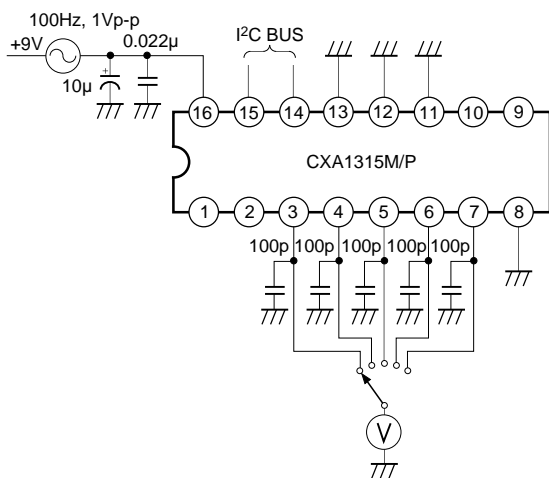 100Hz, 1Vp-p
+9V
0.022μ
10μ
+
I²C BUS
16 15 14 13 12 11 10 9
CXA1315M/P
1 2 3 4 5 6 7 8
100p 100p 100p 100p 100p
V